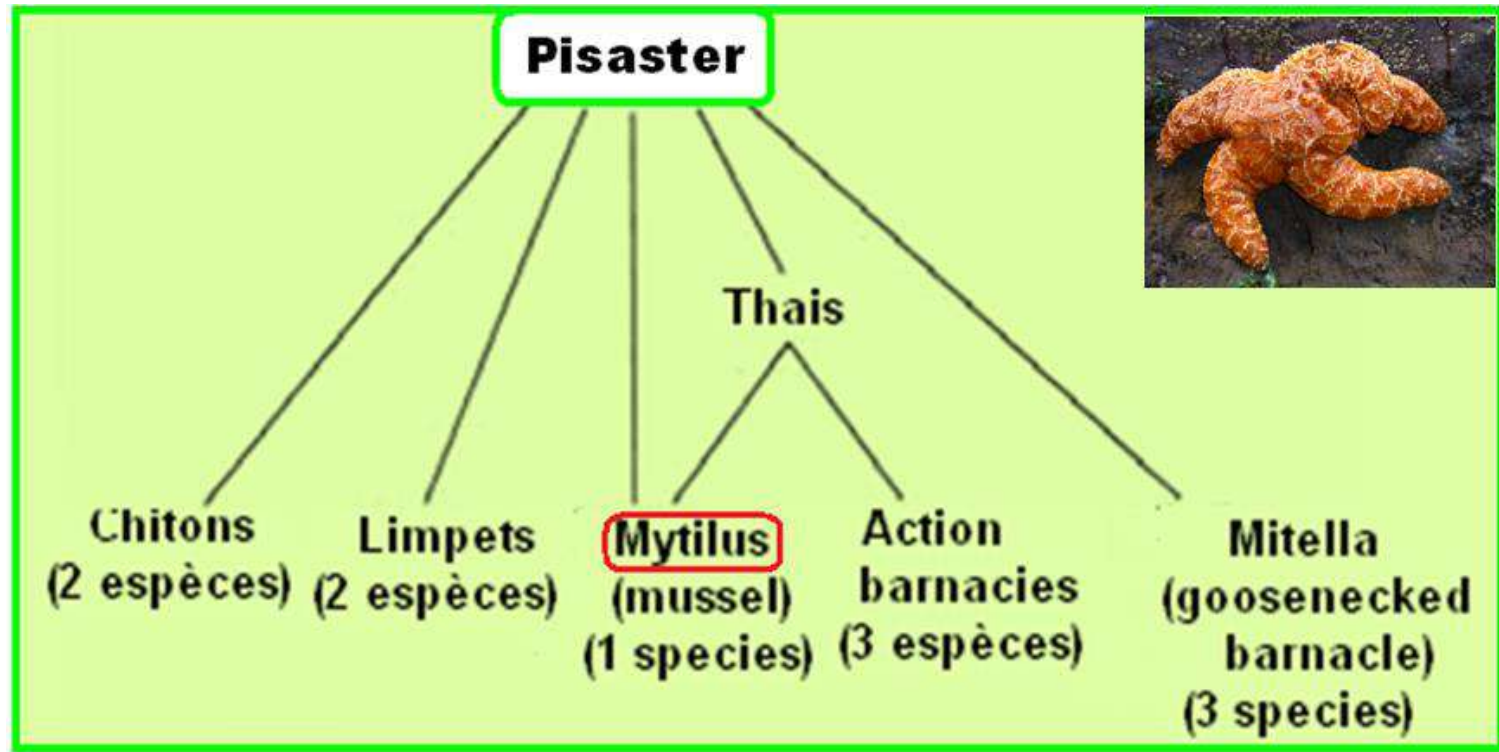 Pisaster
Thais
Chitons
(2 espèces)
Limpets
(2 espèces)
Mytilus
(mussel)
(1 species)
Action
barnacies
(3 espèces)
Mitella
(goosenecked
barnacle)
(3 species)